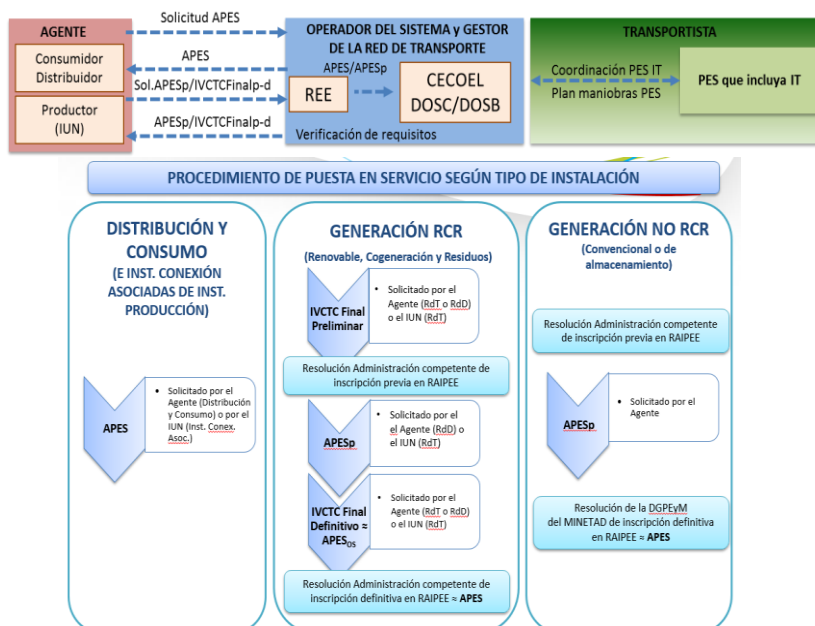 AGENTE
Consumidor
Distribuidor
Productor
(IUN)
Solicitud APES
APES
Sol.APESp/IVCTCFinalp-d
APESp/IVCTCFinalp-d
OPERADOR DEL SISTEMA y GESTOR
DE LA RED DE TRANSPORTE
APES/APESp
REE
CECOEL
DOSC/DOSB
Verificación de requisitos
TRANSPORTISTA
Coordinación PES IT
Plan maniobras PES
PES que incluya IT
PROCEDIMIENTO DE PUESTA EN SERVICIO SEGÚN TIPO DE INSTALACIÓN
DISTRIBUCIÓN Y
CONSUMO
(E INST. CONEXIÓN
ASOCIADAS DE INST.
PRODUCCIÓN)
APES
• Solicitado por el
Agente (Distribución
y Consumo) o por el
IUN (Inst. Conex.
Asoc.)
GENERACIÓN RCR
(Renovable, Cogeneración y Residuos)
IVCTC Final
Preliminar
• Solicitado por el
Agente (RdT o RdD)
o el IUN (RdT)
Resolución Administración competente de
inscripción previa en RAIPEE
APESp
• Solicitado por el
el Agente (RdD) o
el IUN (RdT)
IVCTC Final
Definitivo ≈
APESOS
• Solicitado por el
Agente (RdT o RdD)
o el IUN (RdT)
Resolución Administración competente de
inscripción definitiva en RAIPEE ≈ APES
GENERACIÓN NO RCR
(Convencional o de
almacenamiento)
Resolución Administración competente
de inscripción previa en RAIPEE
APESp
• Solicitado por el
Agente
Resolución de la DGPEyM
del MINETAD de inscripción definitiva
en RAIPEE ≈ APES